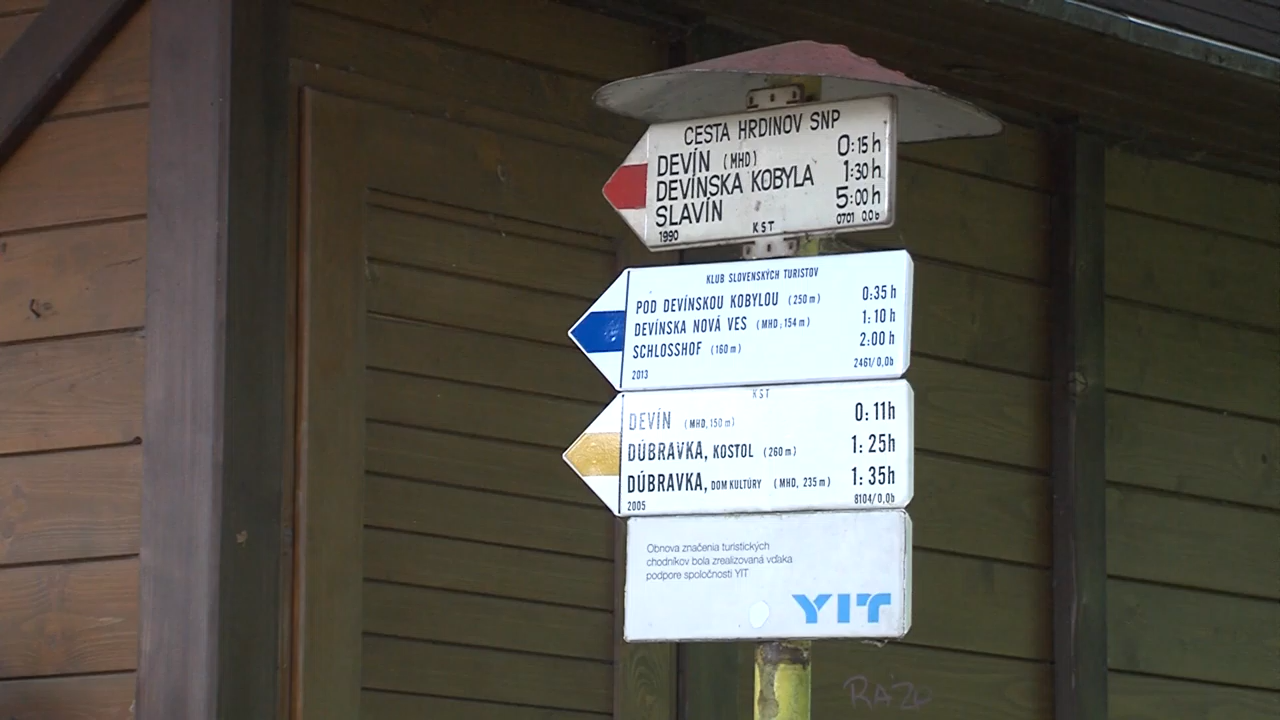 CESTA HRDINOV SNP
DEVÍN (MHD) 0:15 h
DEVÍNSKA KOBYLA 1:30 h
SLAVÍN 5:00 h
1990 KST 0701 0.0b
KLUB SLOVENSKÝCH TURISTOV
POD DEVÍNSKOU KOBYLOU (250 m) 0:35 h
DEVÍNSKA NOVÁ VES (MHD; 154 m) 1:10 h
SCHLOSSHOF (160 m) 2:00 h
2013 2461/0,0b
KST
DEVÍN (MHD, 150 m) 0:11h
DÚBRAVKA, KOSTOL (260 m) 1:25h
DÚBRAVKA, DOM KULTÚRY (MHD, 235 m) 1:35h
2005 8104/0,0b
Obnova značenia turistických
chodníkov bola zrealizovaná vďaka
podpore spoločnosti YIT
YIT